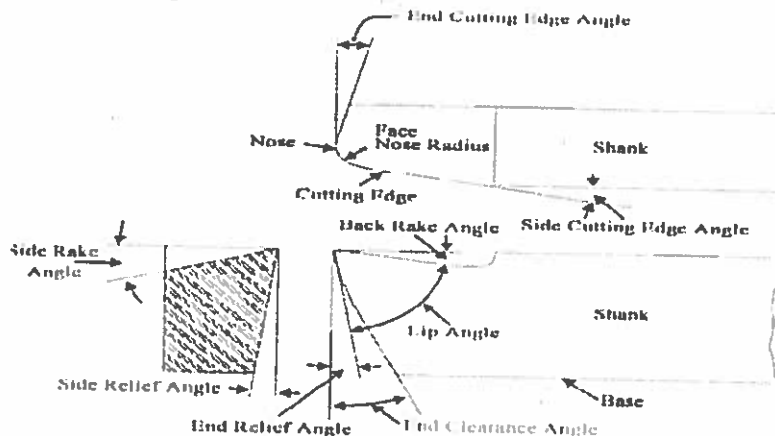 End Cutting Edge Angle
Face
Nose
Nose Radius
Shank
Cutting Edge
Back Rake Angle
Side Cutting Edge Angle
Side Rake
Angle
Lip Angle
Shank
Side Relief Angle
Base
End Relief Angle
End Clearance Angle